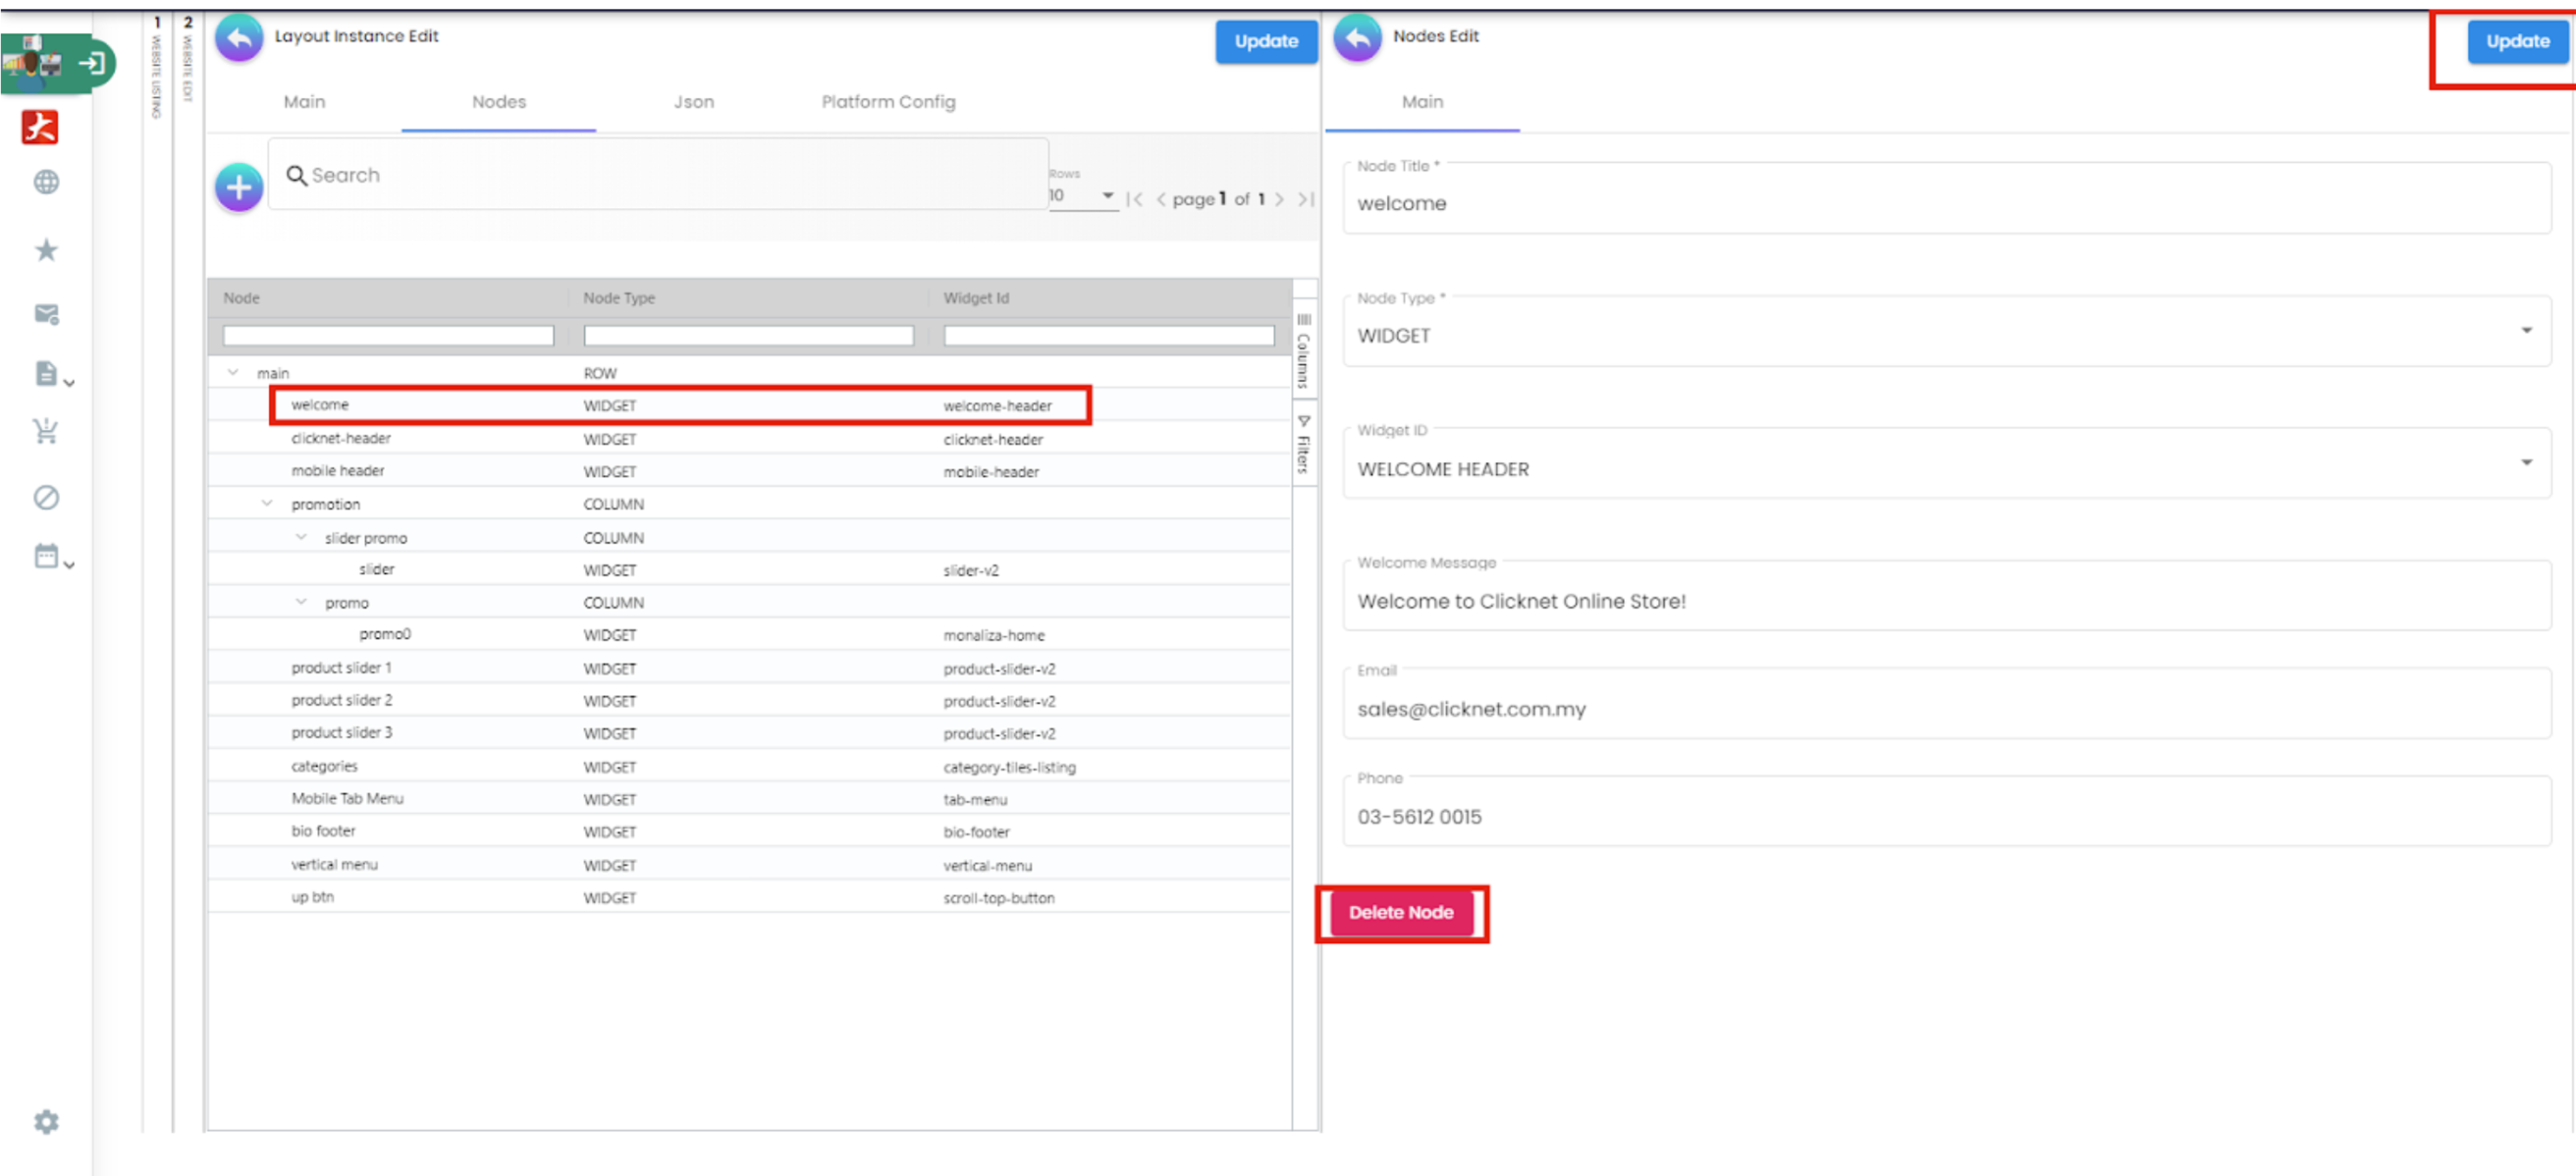 1 WEBSITE LISTING
2 WEBSITE EDIT
Layout Instance Edit
Update
Main Nodes Json Platform Config
Search
Rows
10
page 1 of 1
Node Node Type Widget Id
main ROW
welcome WIDGET welcome-header
clicknet-header WIDGET clicknet-header
mobile header WIDGET mobile-header
promotion COLUMN
slider promo COLUMN
slider WIDGET slider-v2
promo COLUMN
promo0 WIDGET monaliza-home
product slider 1 WIDGET product-slider-v2
product slider 2 WIDGET product-slider-v2
product slider 3 WIDGET product-slider-v2
categories WIDGET category-tiles-listing
Mobile Tab Menu WIDGET tab-menu
bio footer WIDGET bio-footer
vertical menu WIDGET vertical-menu
up btn WIDGET scroll-top-button
Columns
Filters
Nodes Edit
Update
Main
Node Title *
welcome
Node Type *
WIDGET
Widget ID
WELCOME HEADER
Welcome Message
Welcome to Clicknet Online Store!
Email
sales@clicknet.com.my
Phone
03-5612 0015
Delete Node